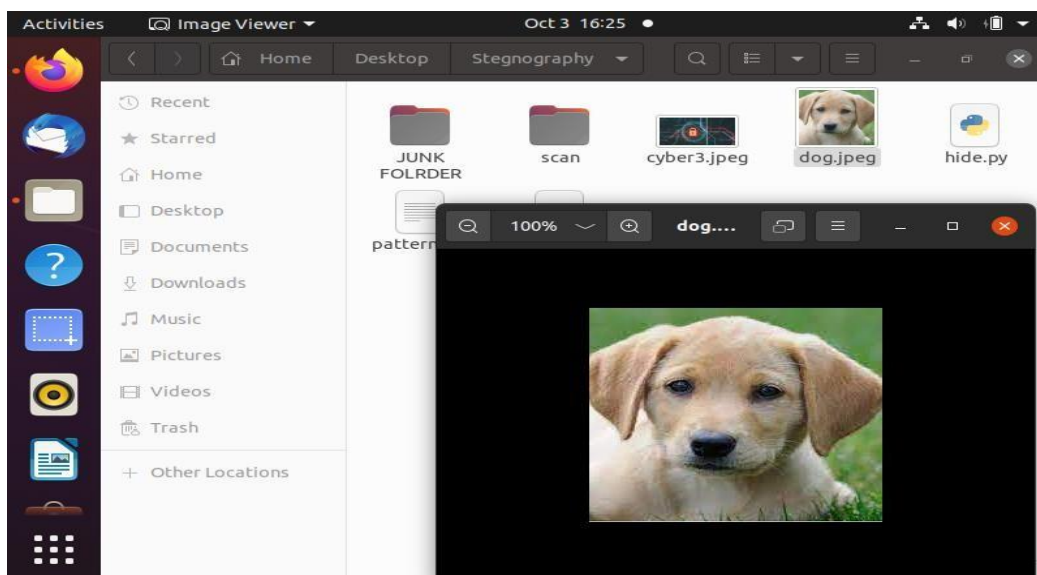 Activities Image Viewer Oct 3 16:25
Home Desktop Stegnography
Recent
Starred
Home
Desktop
Documents
Downloads
Music
Pictures
Videos
Trash
+ Other Locations
JUNK
FOLRDER
scan
cyber3.jpeg
dog.jpeg
hide.py
pattern
100% dog....